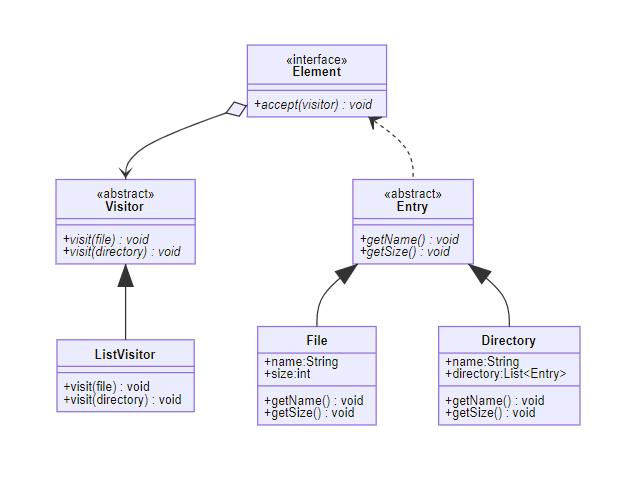 «interface»
Element
+accept(visitor) : void
«abstract»
Visitor
+visit(file) : void
+visit(directory) : void
«abstract»
Entry
+getName() : void
+getSize() : void
ListVisitor
+visit(file) : void
+visit(directory) : void
File
+name:String
+size:int
+getName() : void
+getSize() : void
Directory
+name:String
+directory:List<Entry>
+getName() : void
+getSize() : void